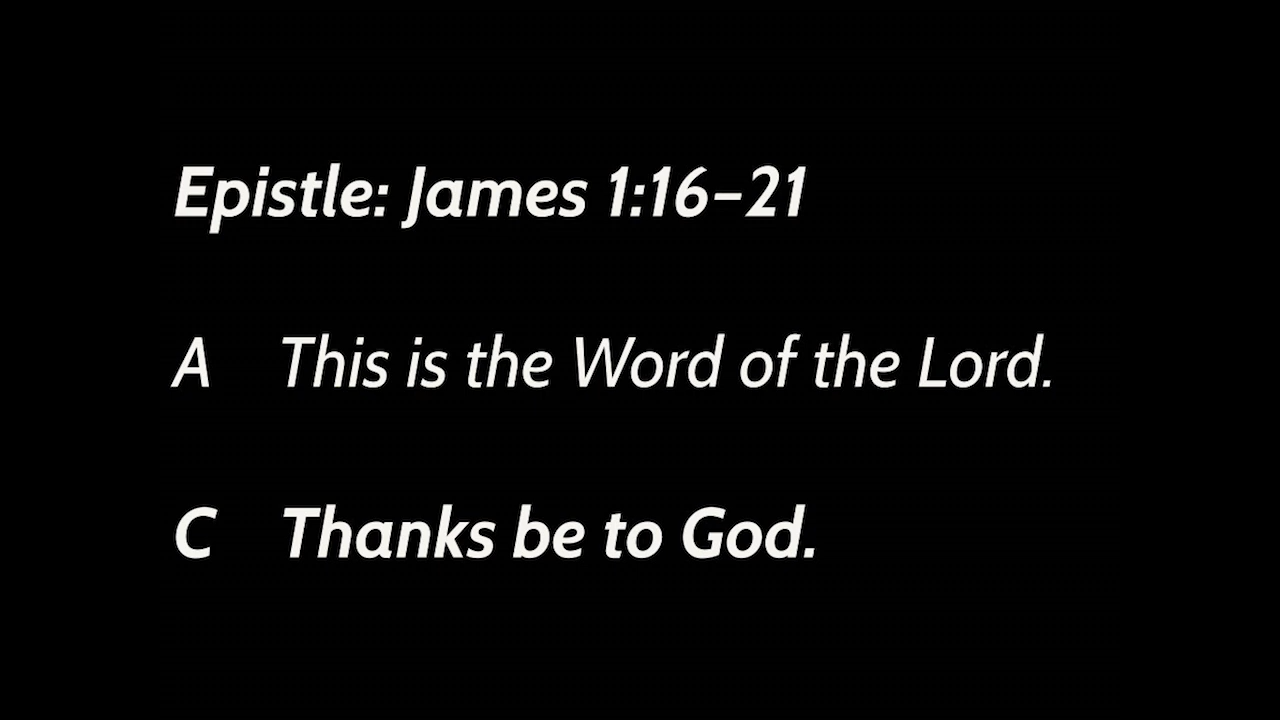 Epistle: James 1:16–21
A This is the Word of the Lord.
C Thanks be to God.